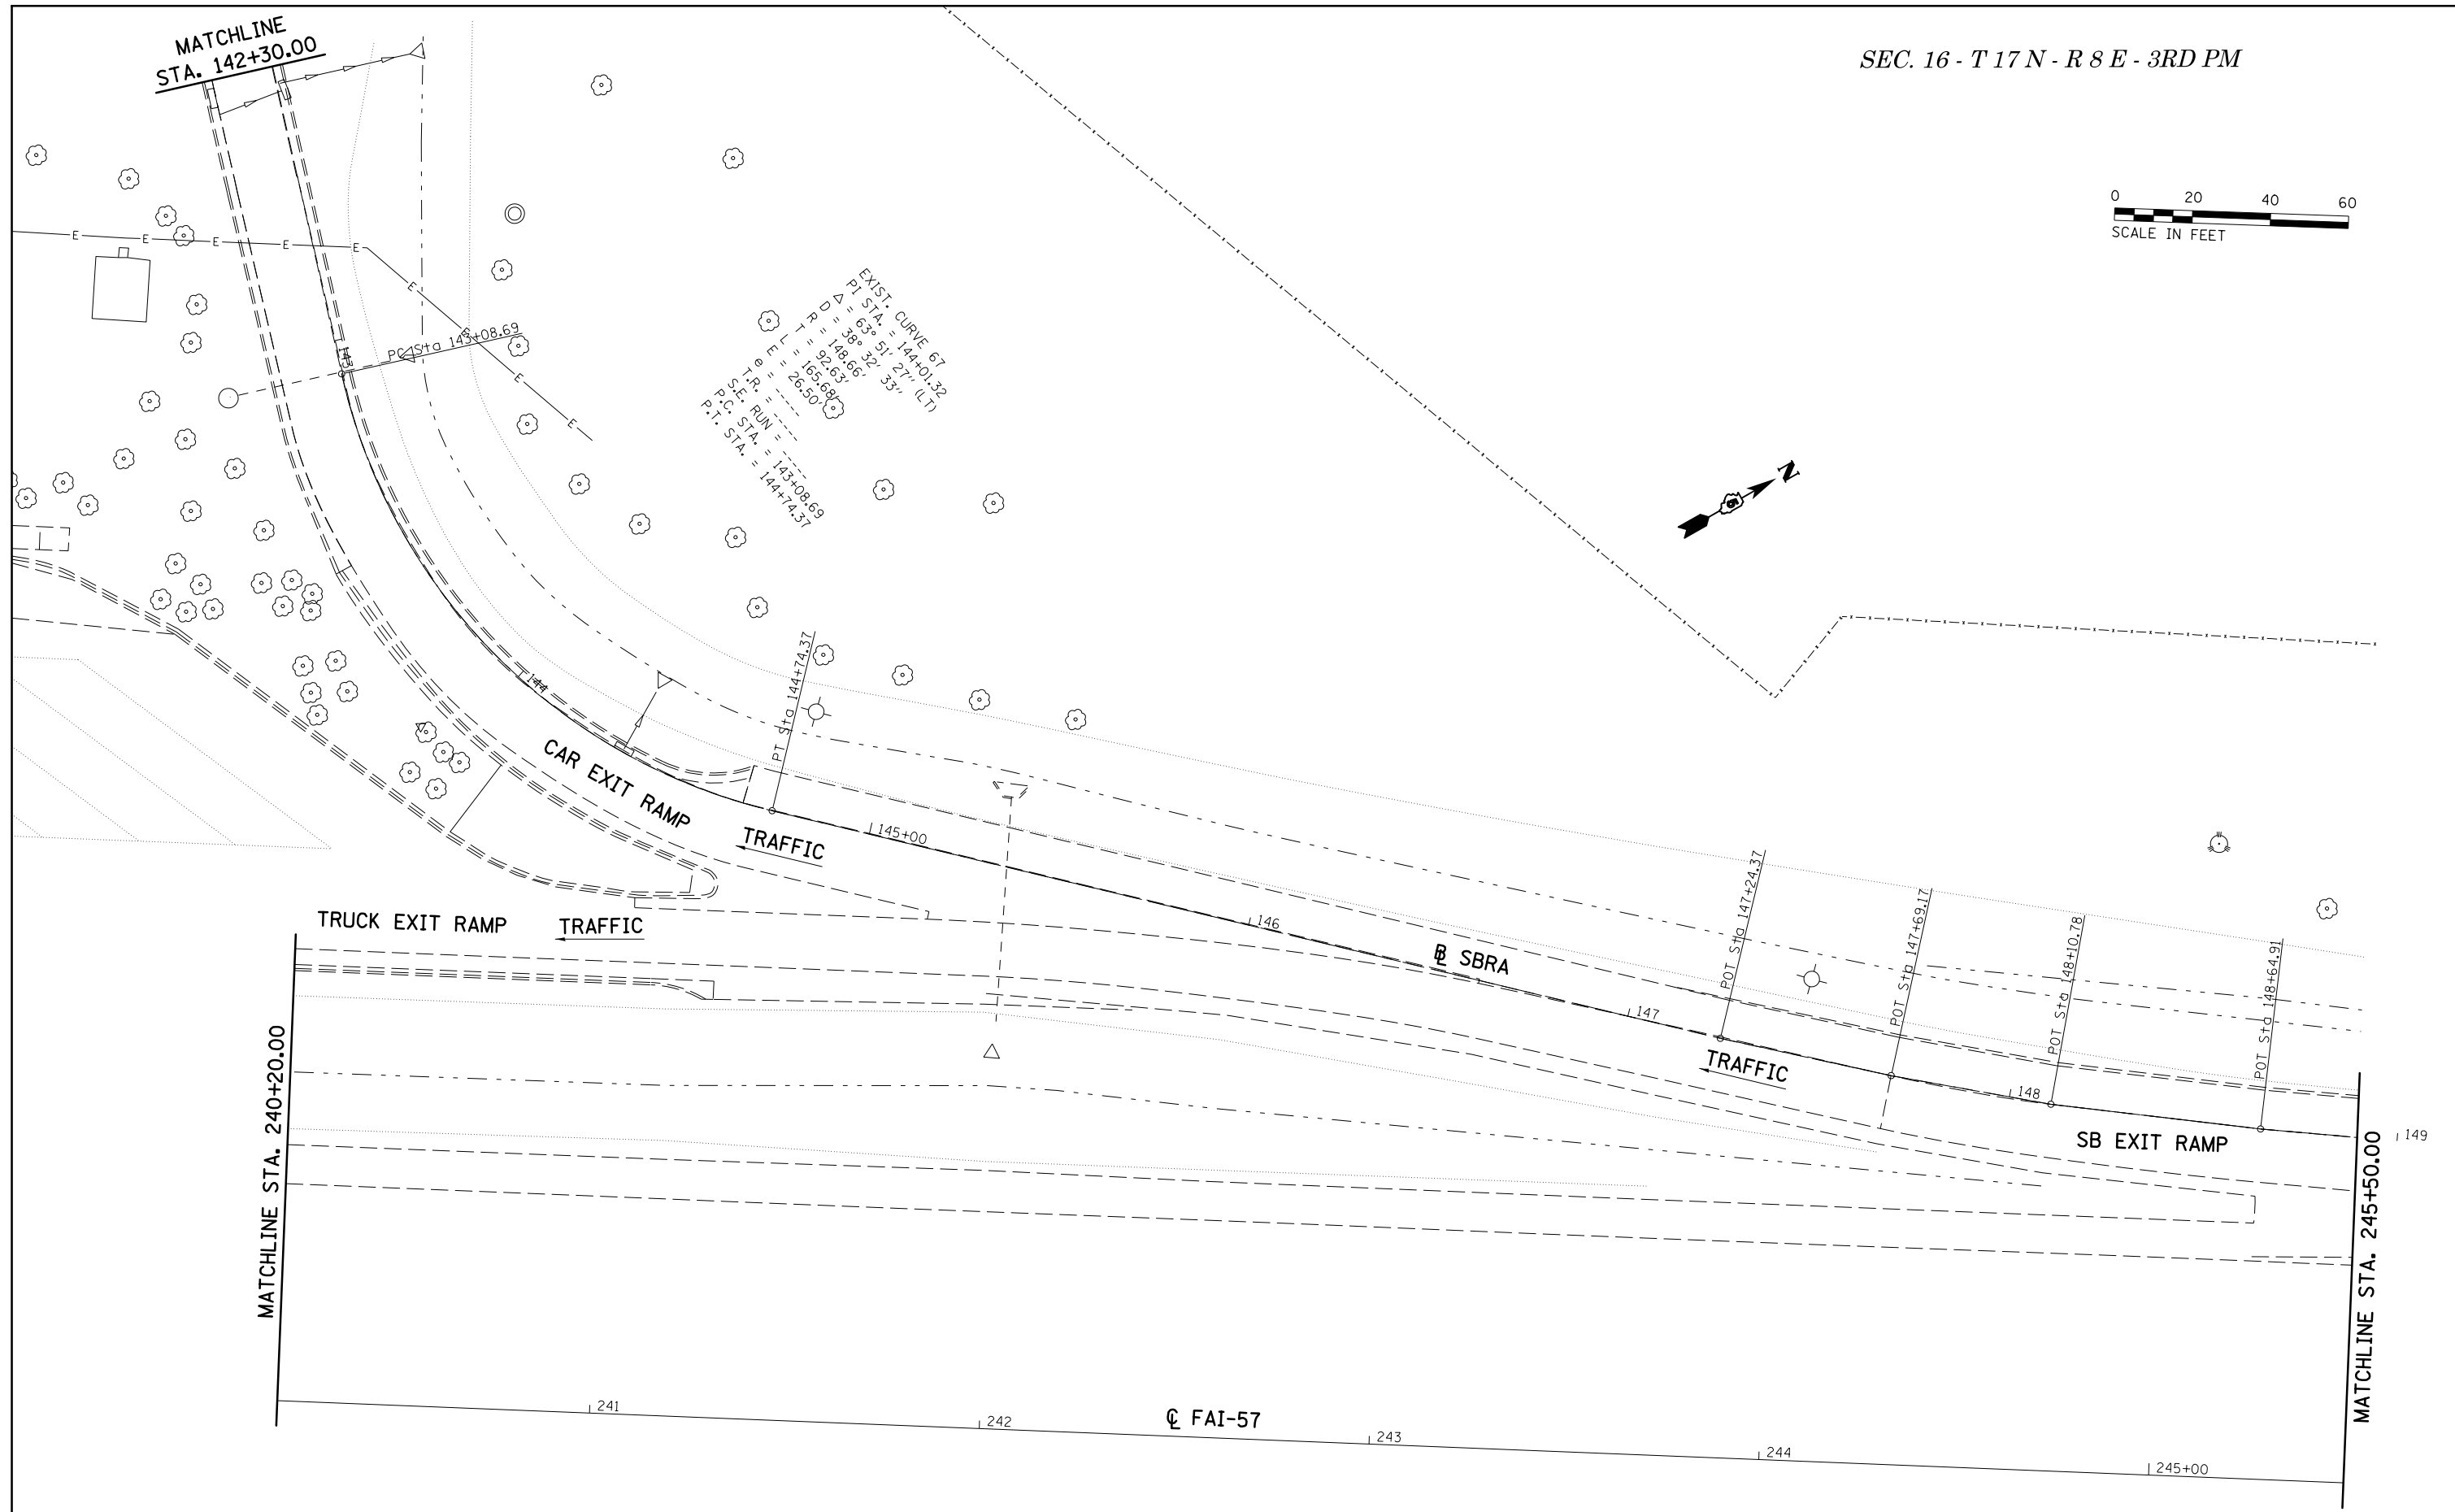 MATCHLINE
STA. 142+30.00
SEC. 16 - T 17 N - R 8 E - 3RD PM
0 20 40 60
SCALE IN FEET
E E E E E
E
E
E
E
143
PC Sta 143+08.69
EXIST. CURVE 67
PI STA. = 144+01.32
△ = 63° 51' 27'' (LT)
D = 38° 32' 33''
R = 148.66'
T = 92.63'
L = 165.68'
E = 26.50'
e = -----
T.R. = -----
S.E. RUN = -----
P.C. STA. = 143+08.69
P.T. STA. = 144+74.37
N
144
PT Sta 144+74.37
CAR EXIT RAMP
TRAFFIC
145+00
146
℄ SBRA
147
POT Sta 147+24.37
POT Sta 147+69.17
POT Sta 148+10.78
POT Sta 148+64.91
TRAFFIC
148
149
SB EXIT RAMP
TRUCK EXIT RAMP
TRAFFIC
MATCHLINE STA. 240+20.00
MATCHLINE STA. 245+50.00
241
242
℄ FAI-57
243
244
245+00